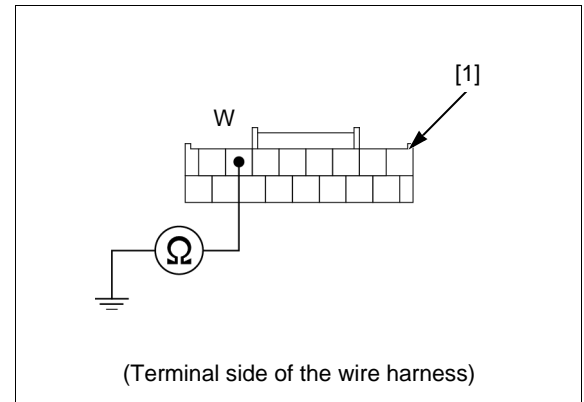 [1]
W
Ω
(Terminal side of the wire harness)